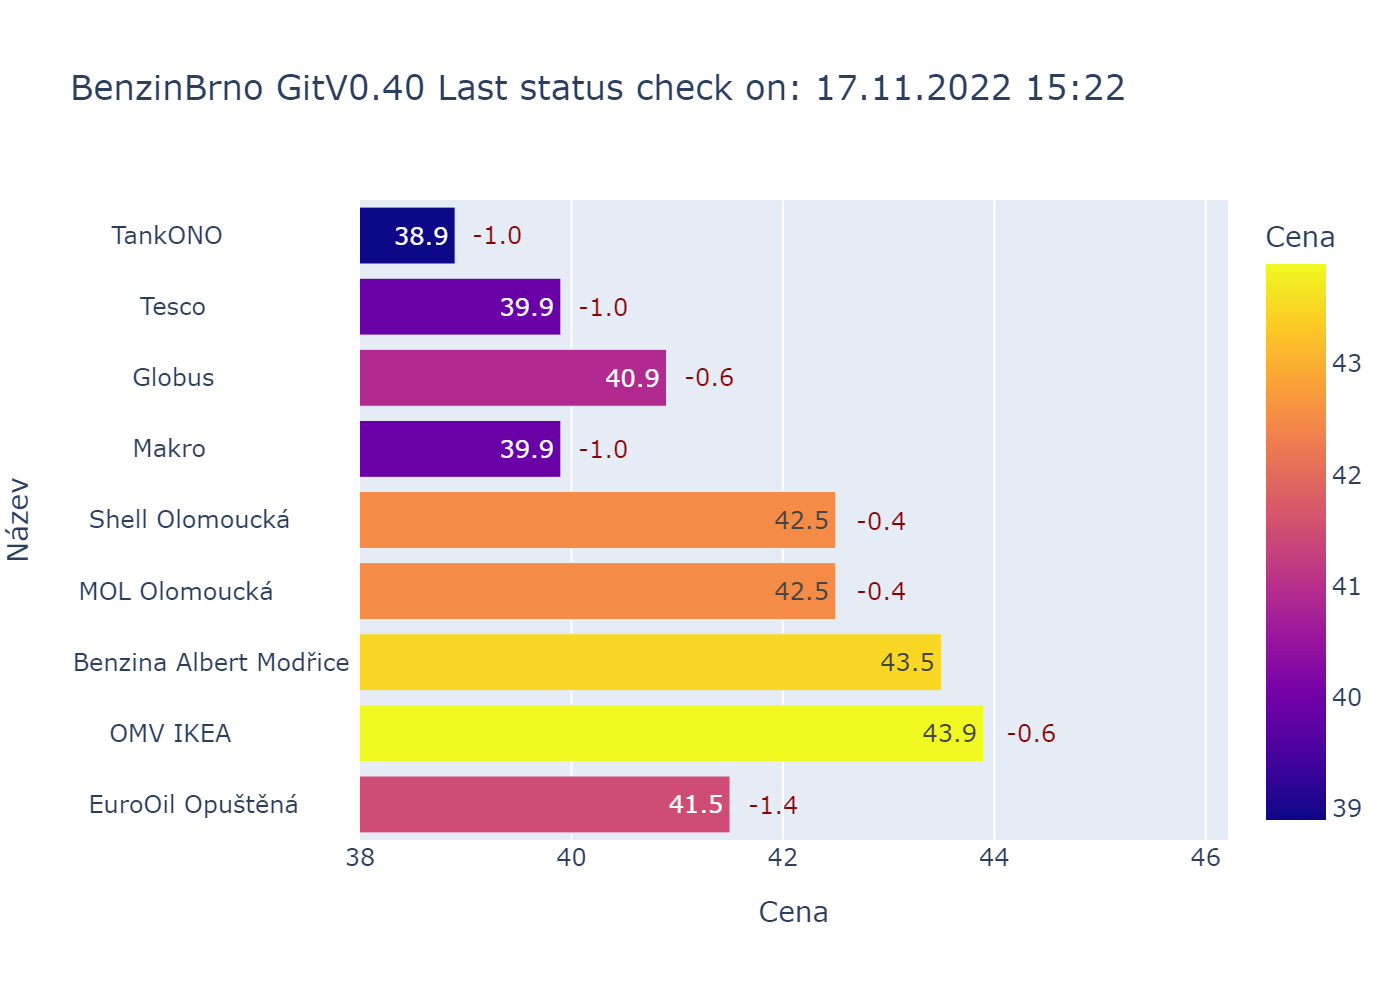 BenzinBrno GitV0.40 Last status check on: 17.11.2022 15:22
Název
TankONO 38.9 -1.0
Tesco 39.9 -1.0
Globus 40.9 -0.6
Makro 39.9 -1.0
Shell Olomoucká 42.5 -0.4
MOL Olomoucká 42.5 -0.4
Benzina Albert Modřice 43.5
OMV IKEA 43.9 -0.6
EuroOil Opuštěná 41.5 -1.4
38 40 42 44 46
Cena
Cena
43
42
41
40
39